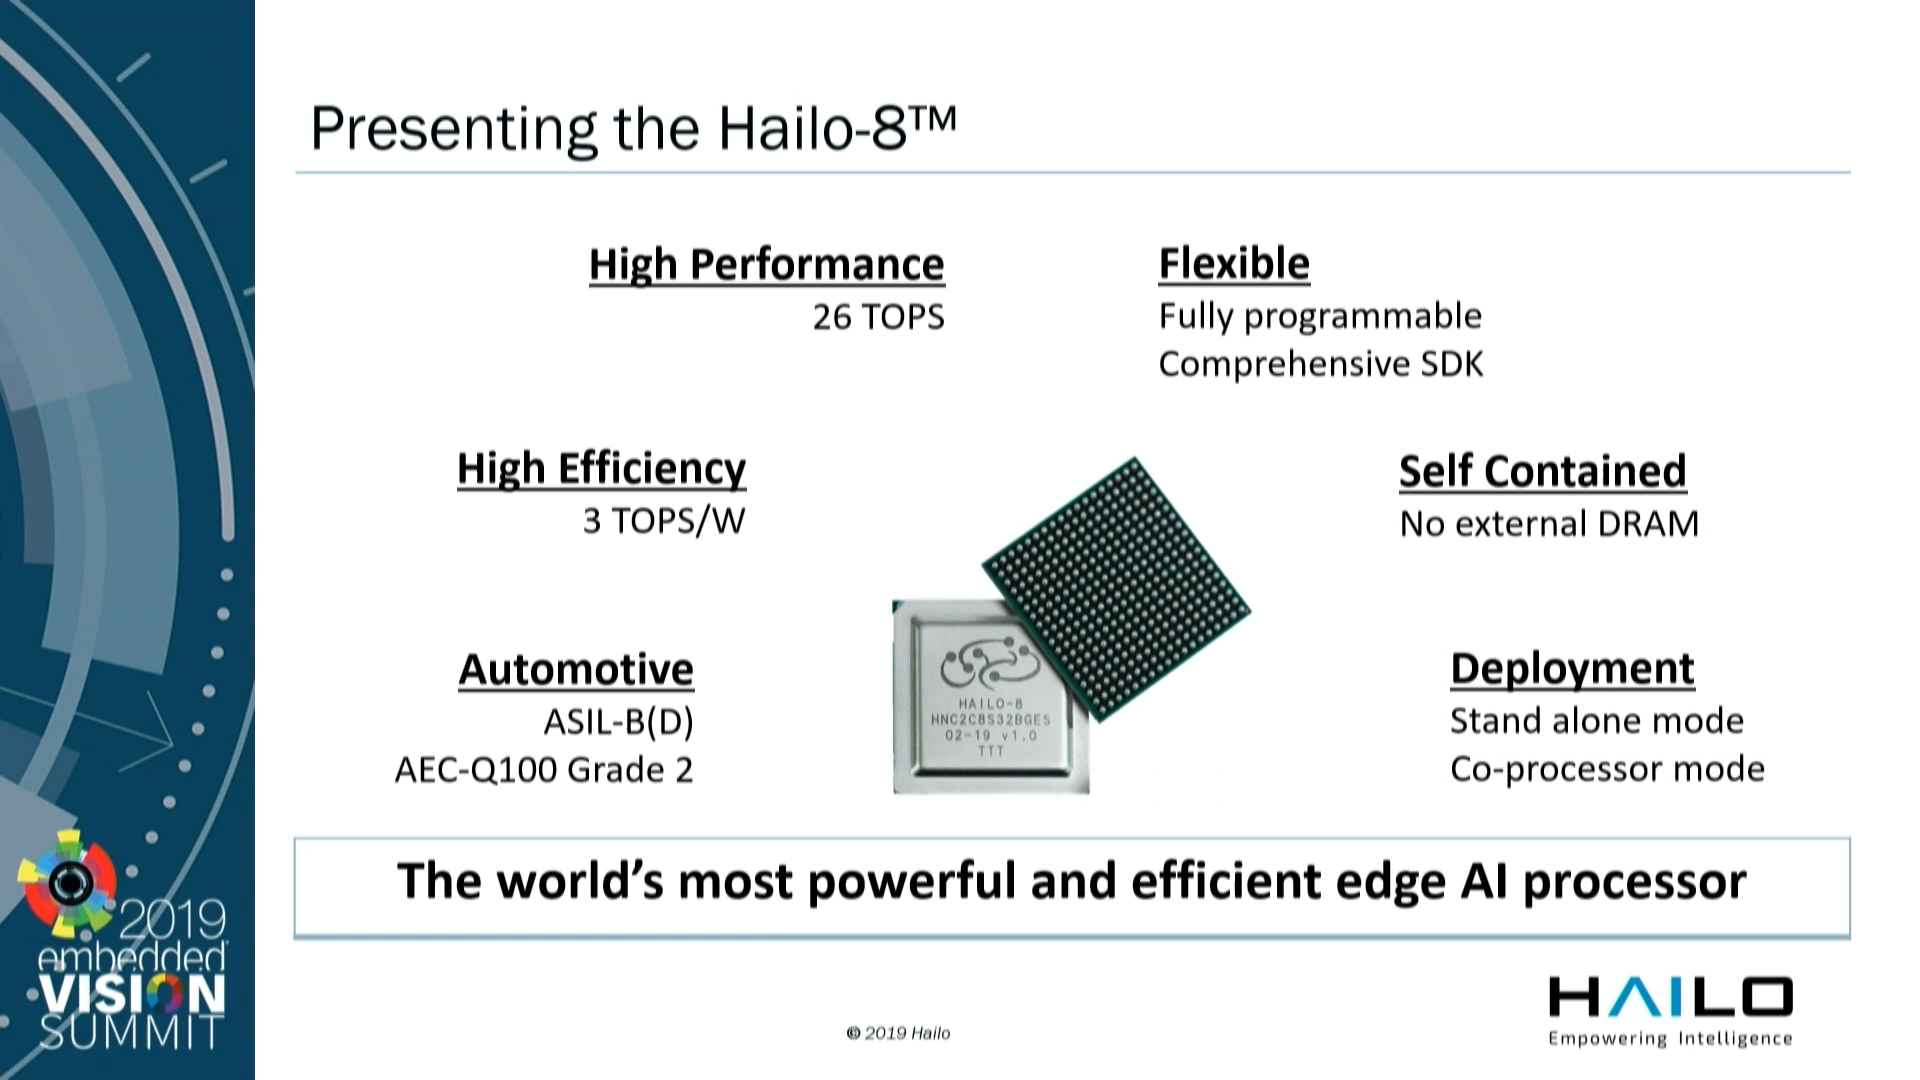 Presenting the Hailo-8™
High Performance
26 TOPS
Flexible
Fully programmable
Comprehensive SDK
High Efficiency
3 TOPS/W
Self Contained
No external DRAM
Automotive
ASIL-B(D)
AEC-Q100 Grade 2
HAILO-8
HNC2C8S32BGES
02-19 v1.0
TTT
Deployment
Stand alone mode
Co-processor mode
The world's most powerful and efficient edge AI processor
2019
embedded
VISION
SUMMIT
© 2019 Hailo
HAILO
Empowering Intelligence